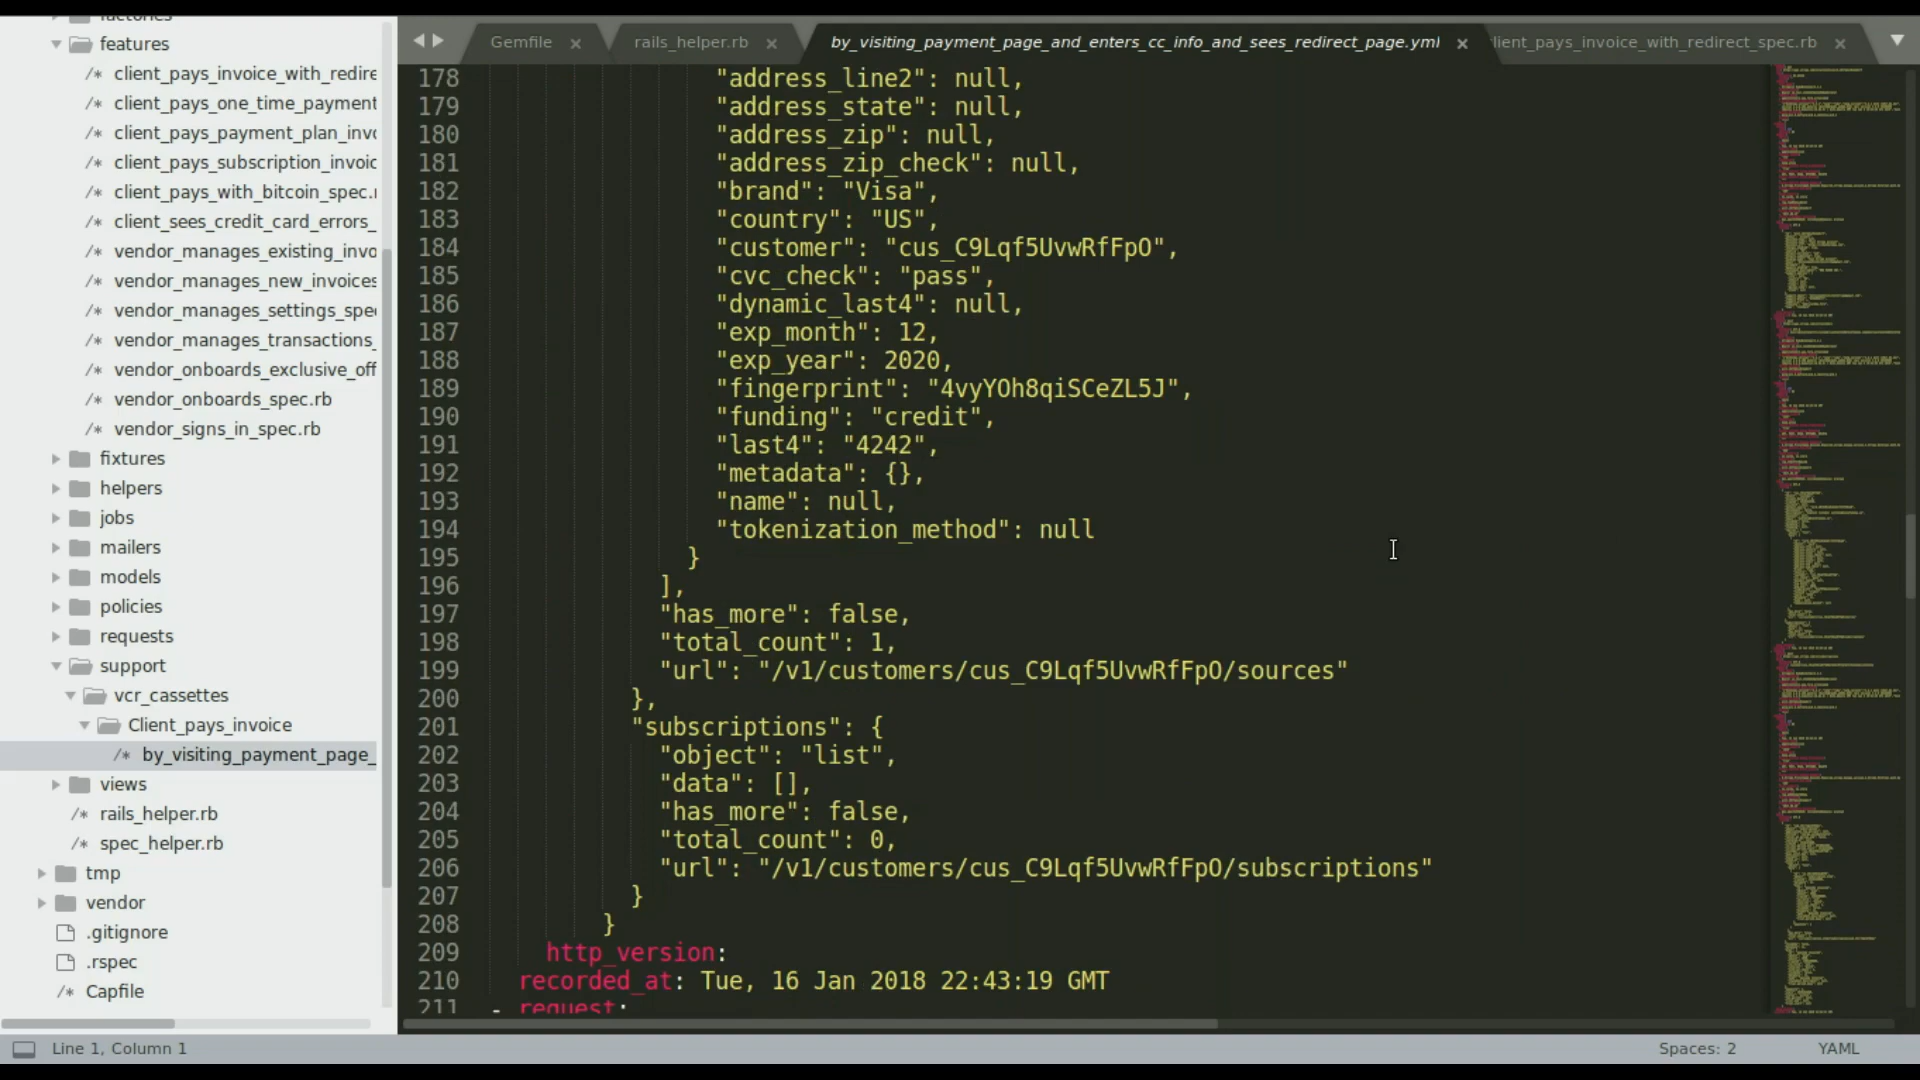 factories
features
/* client_pays_invoice_with_redire
/* client_pays_one_time_payment
/* client_pays_payment_plan_invo
/* client_pays_subscription_invoic
/* client_pays_with_bitcoin_spec.r
/* client_sees_credit_card_errors_
/* vendor_manages_existing_invo
/* vendor_manages_new_invoices
/* vendor_manages_settings_spec
/* vendor_manages_transactions_
/* vendor_onboards_exclusive_off
/* vendor_onboards_spec.rb
/* vendor_signs_in_spec.rb
fixtures
helpers
jobs
mailers
models
policies
requests
support
vcr_cassettes
Client_pays_invoice
/* by_visiting_payment_page_
views
/* rails_helper.rb
/* spec_helper.rb
tmp
vendor
.gitignore
.rspec
/* Capfile
Gemfile × rails_helper.rb × by_visiting_payment_page_and_enters_cc_info_and_sees_redirect_page.yml × lient_pays_invoice_with_redirect_spec.rb ×
178 "address_line2": null,
179 "address_state": null,
180 "address_zip": null,
181 "address_zip_check": null,
182 "brand": "Visa",
183 "country": "US",
184 "customer": "cus_C9Lqf5UvwRfFpO",
185 "cvc_check": "pass",
186 "dynamic_last4": null,
187 "exp_month": 12,
188 "exp_year": 2020,
189 "fingerprint": "4vyYOh8qiSCeZL5J",
190 "funding": "credit",
191 "last4": "4242",
192 "metadata": {},
193 "name": null,
194 "tokenization_method": null
195 }
196 ],
197 "has_more": false,
198 "total_count": 1,
199 "url": "/v1/customers/cus_C9Lqf5UvwRfFpO/sources"
200 },
201 "subscriptions": {
202 "object": "list",
203 "data": [],
204 "has_more": false,
205 "total_count": 0,
206 "url": "/v1/customers/cus_C9Lqf5UvwRfFpO/subscriptions"
207 }
208 }
209 http_version:
210 recorded_at: Tue, 16 Jan 2018 22:43:19 GMT
211 - request:
Line 1, Column 1 Spaces: 2 YAML